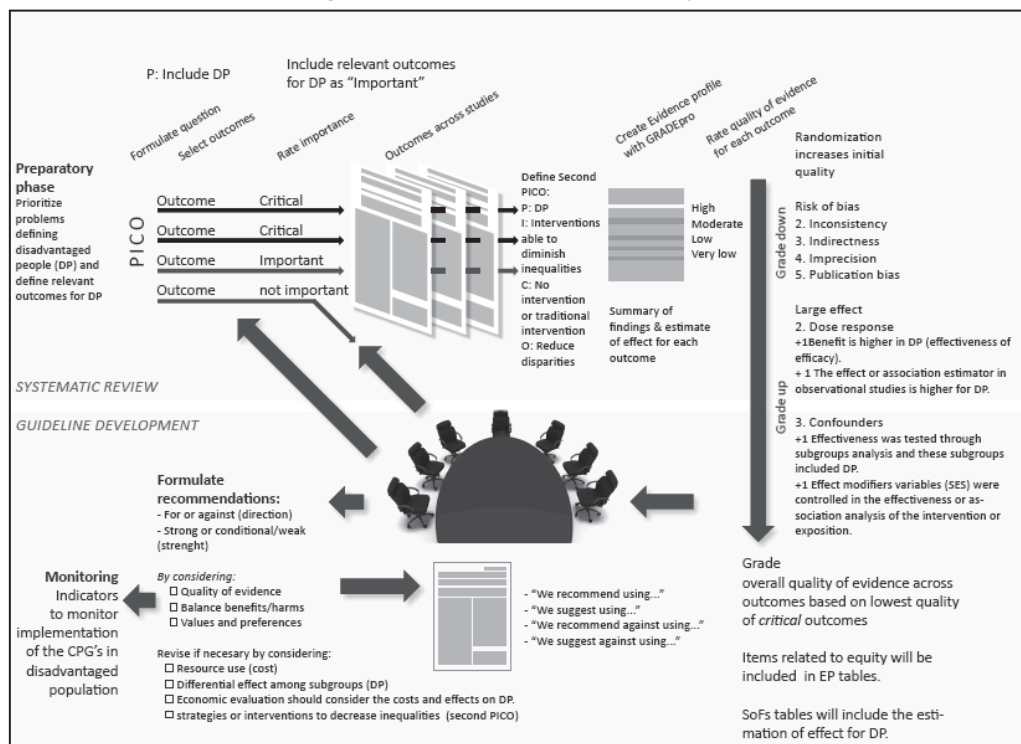 P: Include DP
Include relevant outcomes
for DP as “Important”
Formulate question
Select outcomes
Rate importance
Outcomes across studies
Create Evidence profile
with GRADEpro
Rate quality of evidence
for each outcome
Preparatory
phase
Prioritize
problems
defining
disadvantaged
people (DP) and
define relevant
outcomes for DP
PICO
Outcome Critical
Outcome Critical
Outcome Important
Outcome not important
Define Second
PICO:
P: DP
I: Interventions
able to
diminish
inequalities
C: No
intervention
or traditional
intervention
O: Reduce
disparities
High
Moderate
Low
Very low
Summary of
findings & estimate
of effect for each
outcome
Randomization
increases initial
quality
Grade down
Risk of bias
2. Inconsistency
3. Indirectness
4. Imprecision
5. Publication bias
Grade up
Large effect
2. Dose response
+1Benefit is higher in DP (effectiveness of
efficacy).
+ 1 The effect or association estimator in
observational studies is higher for DP.
3. Confounders
+1 Effectiveness was tested through
subgroups analysis and these subgroups
included DP.
+1 Effect modifiers variables (SES) were
controlled in the effectiveness or as-
sociation analysis of the intervention or
exposition.
SYSTEMATIC REVIEW
GUIDELINE DEVELOPMENT
Formulate
recommendations:
- For or against (direction)
- Strong or conditional/weak
(strenght)
By considering:
☐ Quality of evidence
☐ Balance benefits/harms
☐ Values and preferences
Revise if necesary by considering:
☐ Resource use (cost)
☐ Differential effect among subgroups (DP)
☐ Economic evaluation should consider the costs and effects on DP.
☐ strategies or interventions to decrease inequalities (second PICO)
Monitoring
Indicators
to monitor
implementation
of the CPG’s in
disadvantaged
population
- “We recommend using...”
- “We suggest using...”
- “We recommend against using...”
- “We suggest against using...”
Grade
overall quality of evidence across
outcomes based on lowest quality
of critical outcomes
Items related to equity will be
included in EP tables.
SoFs tables will include the esti-
mation of effect for DP.